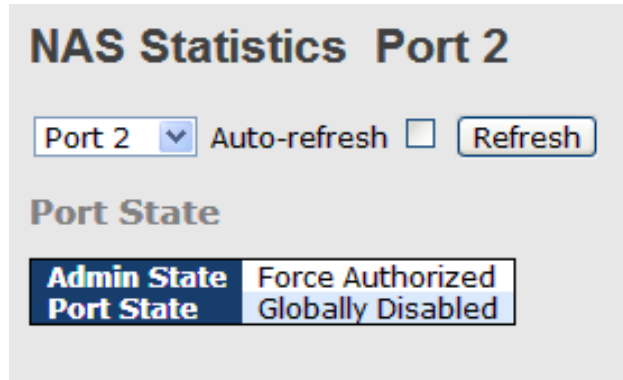 NAS Statistics Port 2
Port 2 Auto-refresh Refresh
Port State
Admin State Force Authorized
Port State Globally Disabled